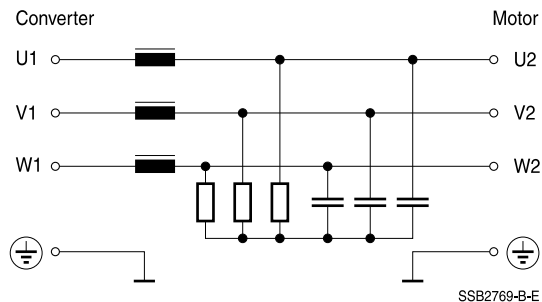 Converter Motor
U1 U2
V1 V2
W1 W2
SSB2769-B-E